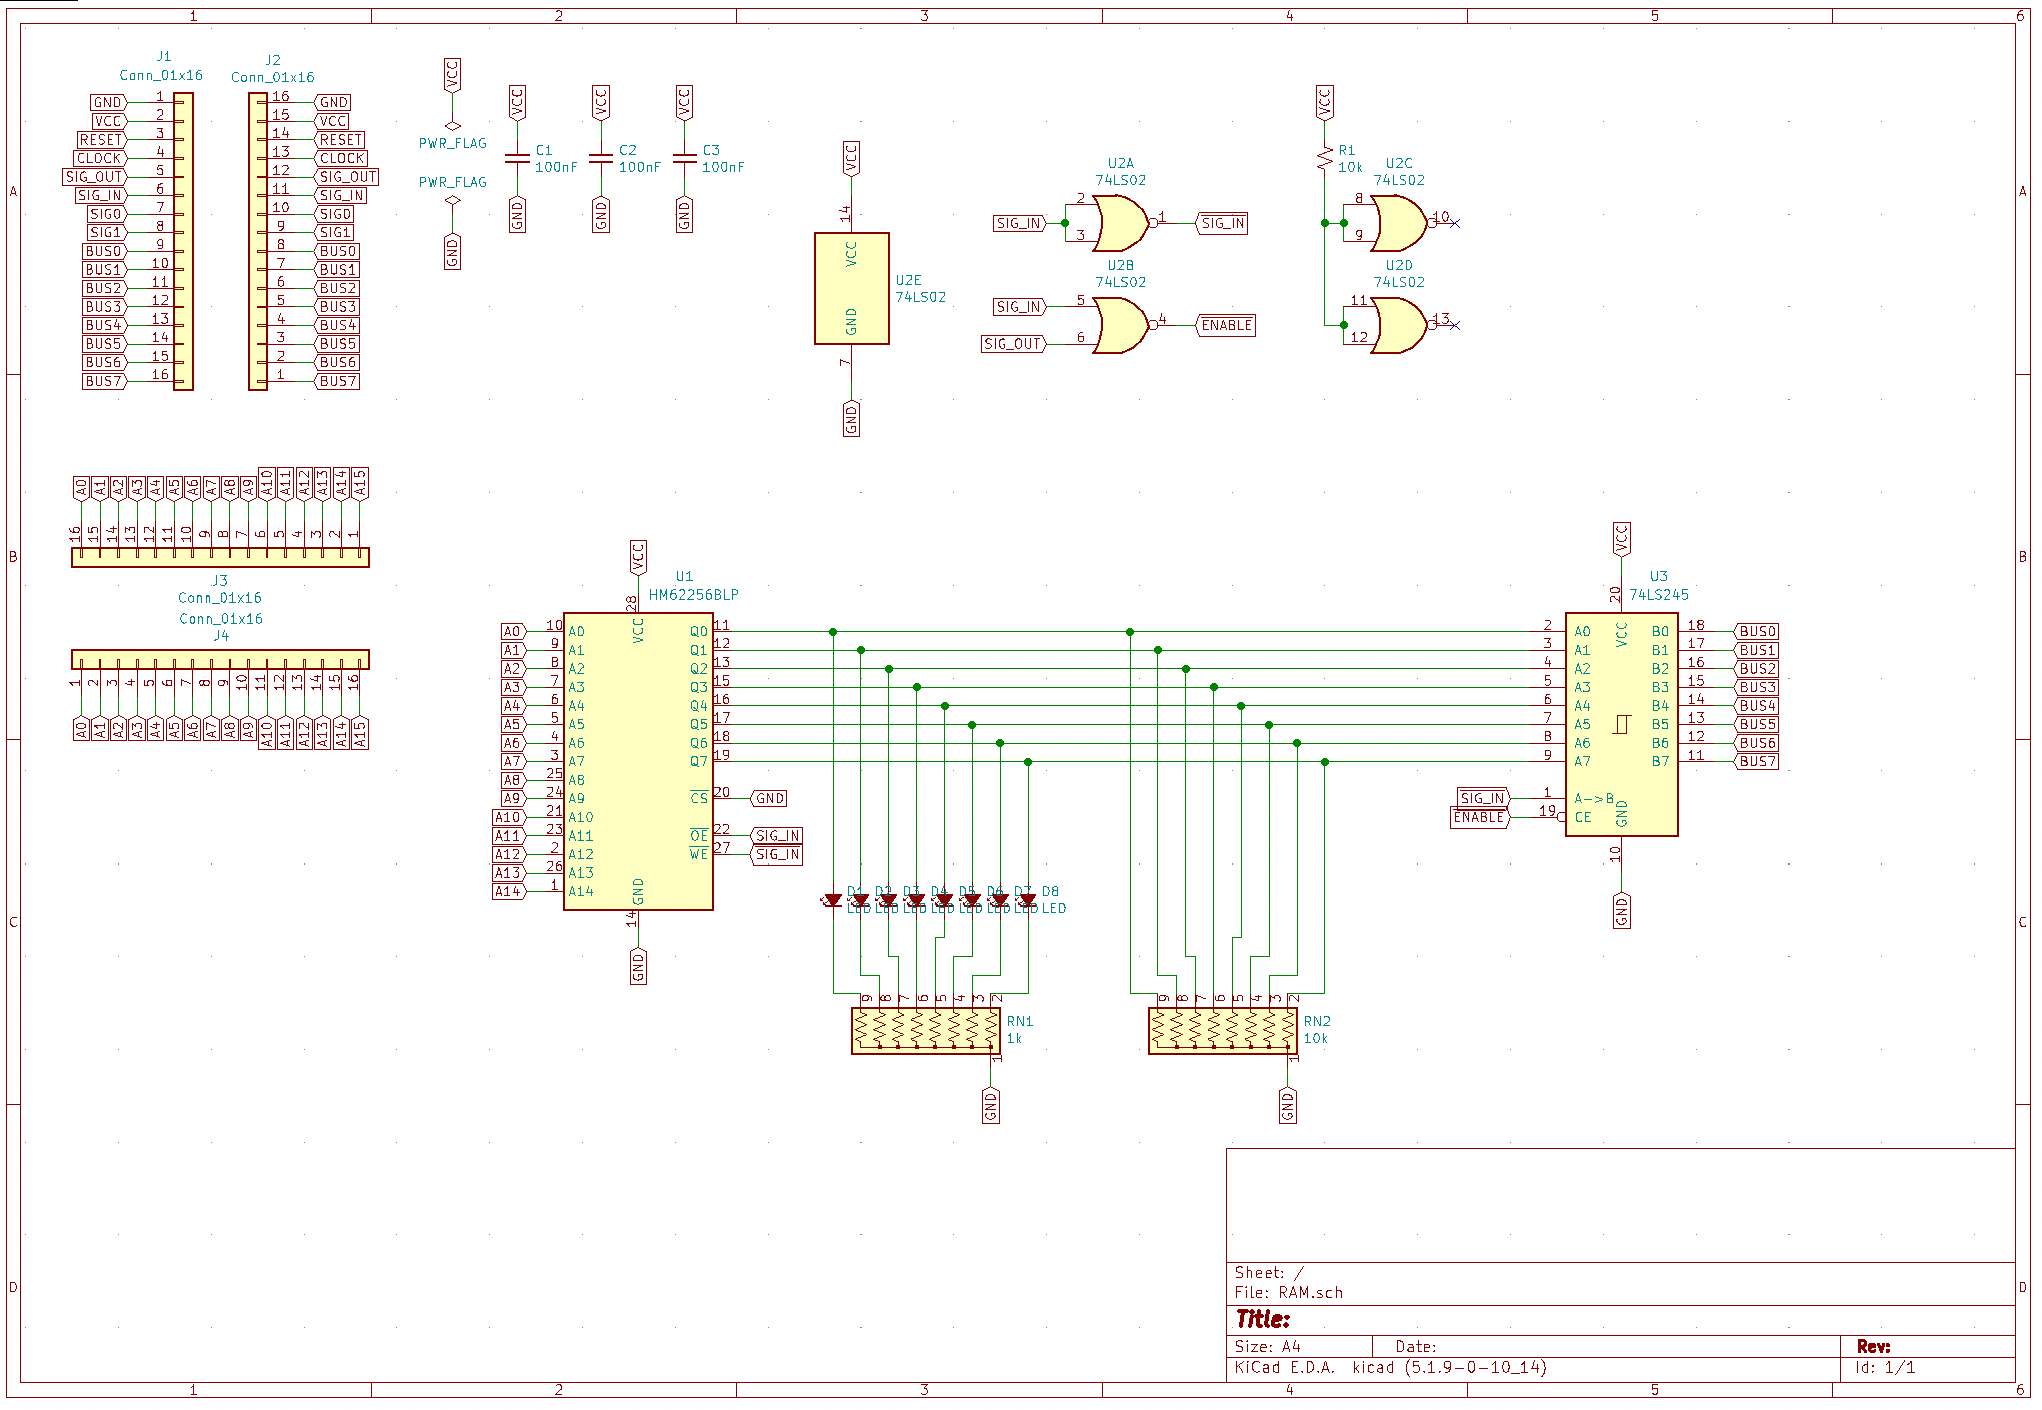 1 2 3 4 5 6
A
B
C
D
J1
Conn_01x16
GND 1
VCC 2
RESET 3
CLOCK 4
SIG_OUT 5
SIG_IN 6
SIG0 7
SIG1 8
BUS0 9
BUS1 10
BUS2 11
BUS3 12
BUS4 13
BUS5 14
BUS6 15
BUS7 16
J2
Conn_01x16
16 GND
15 VCC
14 RESET
13 CLOCK
12 SIG_OUT
11 SIG_IN
10 SIG0
9 SIG1
8 BUS0
7 BUS1
6 BUS2
5 BUS3
4 BUS4
3 BUS5
2 BUS6
1 BUS7
VCC
PWR_FLAG
PWR_FLAG
GND
VCC
C1
100nF
GND
VCC
C2
100nF
GND
VCC
C3
100nF
GND
VCC
14
VCC
U2E
74LS02
GND
7
GND
U2A
74LS02
SIG_IN 2 3 1 SIG_IN
U2B
74LS02
SIG_IN 5
SIG_OUT 6
4 ENABLE
VCC
R1
10k
U2C
74LS02
8 9 10
U2D
74LS02
11 12 13
A0 A1 A2 A3 A4 A5 A6 A7 A8 A9 A10 A11 A12 A13 A14 A15
16 15 14 13 12 11 10 9 8 7 6 5 4 3 2 1
J3
Conn_01x16
Conn_01x16
J4
1 2 3 4 5 6 7 8 9 10 11 12 13 14 15 16
A0 A1 A2 A3 A4 A5 A6 A7 A8 A9 A10 A11 A12 A13 A14 A15
VCC
28
U1
HM62256BLP
VCC
A0 10 A0
A1 9 A1
A2 8 A2
A3 7 A3
A4 6 A4
A5 5 A5
A6 4 A6
A7 3 A7
A8 25 A8
A9 24 A9
A10 21 A10
A11 23 A11
A12 2 A12
A13 26 A13
A14 1 A14
Q0 11
Q1 12
Q2 13
Q3 15
Q4 16
Q5 17
Q6 18
Q7 19
CS 20 GND
OE 22 SIG_IN
WE 27 SIG_IN
GND
14
GND
D1 D2 D3 D4 D5 D6 D7 D8
LED LED LED LED LED LED LED LED
9 8 7 6 5 4 3 2
RN1
1k
1
GND
9 8 7 6 5 4 3 2
RN2
10k
1
GND
VCC
20
U3
74LS245
VCC
2 A0 B0 18 BUS0
3 A1 B1 17 BUS1
4 A2 B2 16 BUS2
5 A3 B3 15 BUS3
6 A4 B4 14 BUS4
7 A5 B5 13 BUS5
8 A6 B6 12 BUS6
9 A7 B7 11 BUS7
SIG_IN 1 A->B
ENABLE 19 CE
GND
10
GND
A
B
C
D
Sheet: /
File: RAM.sch
Title:
Size: A4 Date: Rev:
KiCad E.D.A. kicad (5.1.9-0-10_14) Id: 1/1
1 2 3 4 5 6